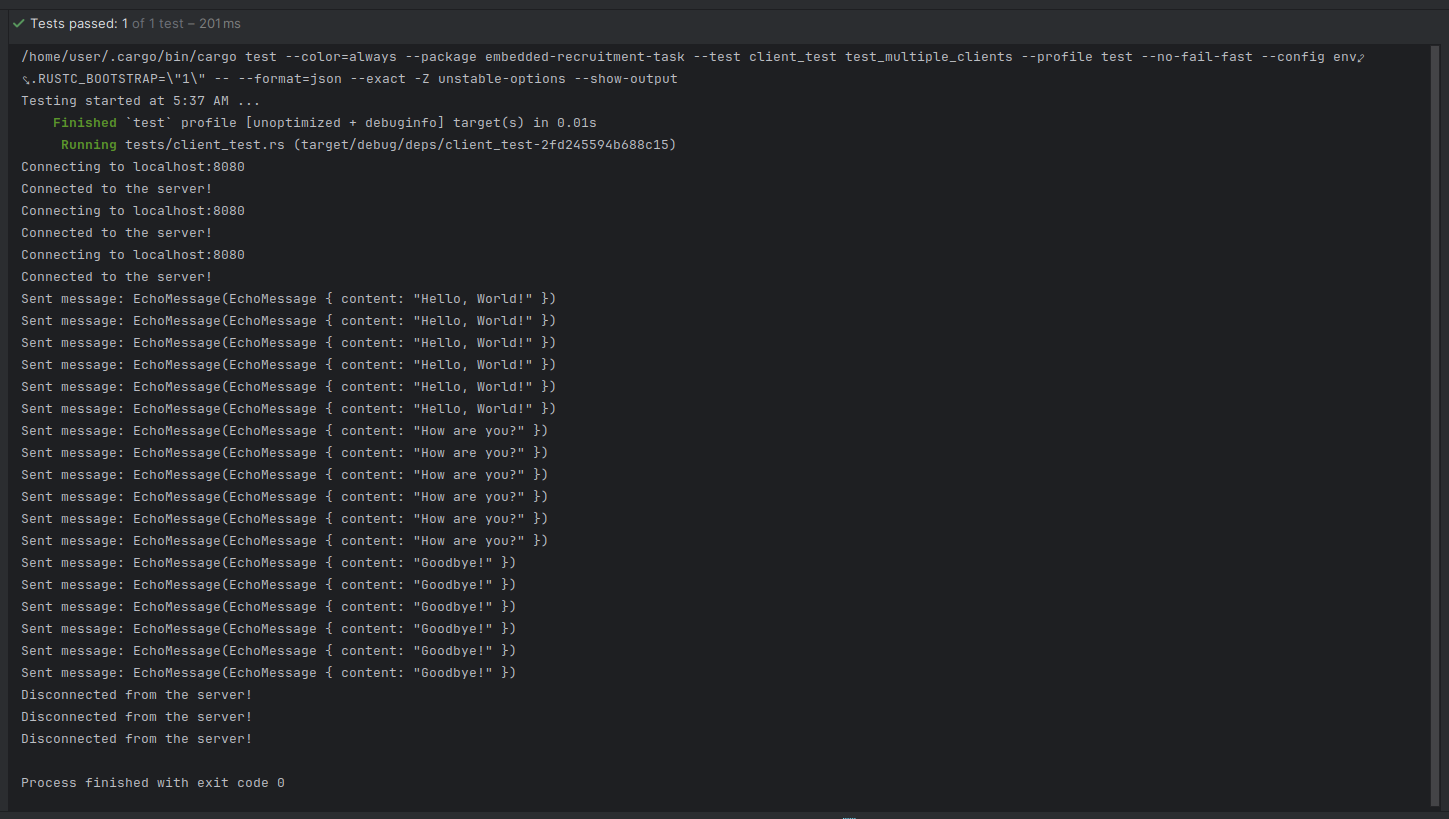 Tests passed: 1 of 1 test – 201 ms
/home/user/.cargo/bin/cargo test --color=always --package embedded-recruitment-task --test client_test test_multiple_clients --profile test --no-fail-fast --config env
.RUSTC_BOOTSTRAP=\"1\" -- --format=json --exact -Z unstable-options --show-output
Testing started at 5:37 AM ...
Finished `test` profile [unoptimized + debuginfo] target(s) in 0.01s
Running tests/client_test.rs (target/debug/deps/client_test-2fd245594b688c15)
Connecting to localhost:8080
Connected to the server!
Connecting to localhost:8080
Connected to the server!
Connecting to localhost:8080
Connected to the server!
Sent message: EchoMessage(EchoMessage { content: "Hello, World!" })
Sent message: EchoMessage(EchoMessage { content: "Hello, World!" })
Sent message: EchoMessage(EchoMessage { content: "Hello, World!" })
Sent message: EchoMessage(EchoMessage { content: "Hello, World!" })
Sent message: EchoMessage(EchoMessage { content: "Hello, World!" })
Sent message: EchoMessage(EchoMessage { content: "Hello, World!" })
Sent message: EchoMessage(EchoMessage { content: "How are you?" })
Sent message: EchoMessage(EchoMessage { content: "How are you?" })
Sent message: EchoMessage(EchoMessage { content: "How are you?" })
Sent message: EchoMessage(EchoMessage { content: "How are you?" })
Sent message: EchoMessage(EchoMessage { content: "How are you?" })
Sent message: EchoMessage(EchoMessage { content: "How are you?" })
Sent message: EchoMessage(EchoMessage { content: "Goodbye!" })
Sent message: EchoMessage(EchoMessage { content: "Goodbye!" })
Sent message: EchoMessage(EchoMessage { content: "Goodbye!" })
Sent message: EchoMessage(EchoMessage { content: "Goodbye!" })
Sent message: EchoMessage(EchoMessage { content: "Goodbye!" })
Sent message: EchoMessage(EchoMessage { content: "Goodbye!" })
Disconnected from the server!
Disconnected from the server!
Disconnected from the server!
Process finished with exit code 0